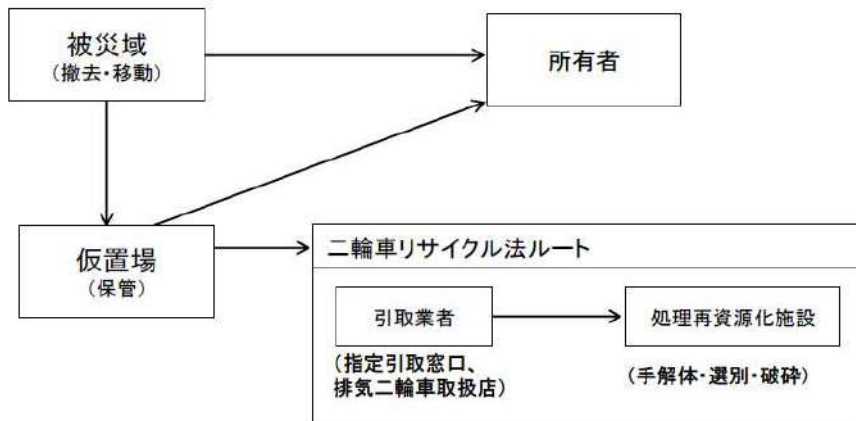 被災域
(撤去・移動)
所有者
仮置場
(保管)
二輪車リサイクル法ルート
引取業者
処理再資源化施設
(指定引取窓口、
排気二輪車取扱店)
(手解体・選別・破砕)